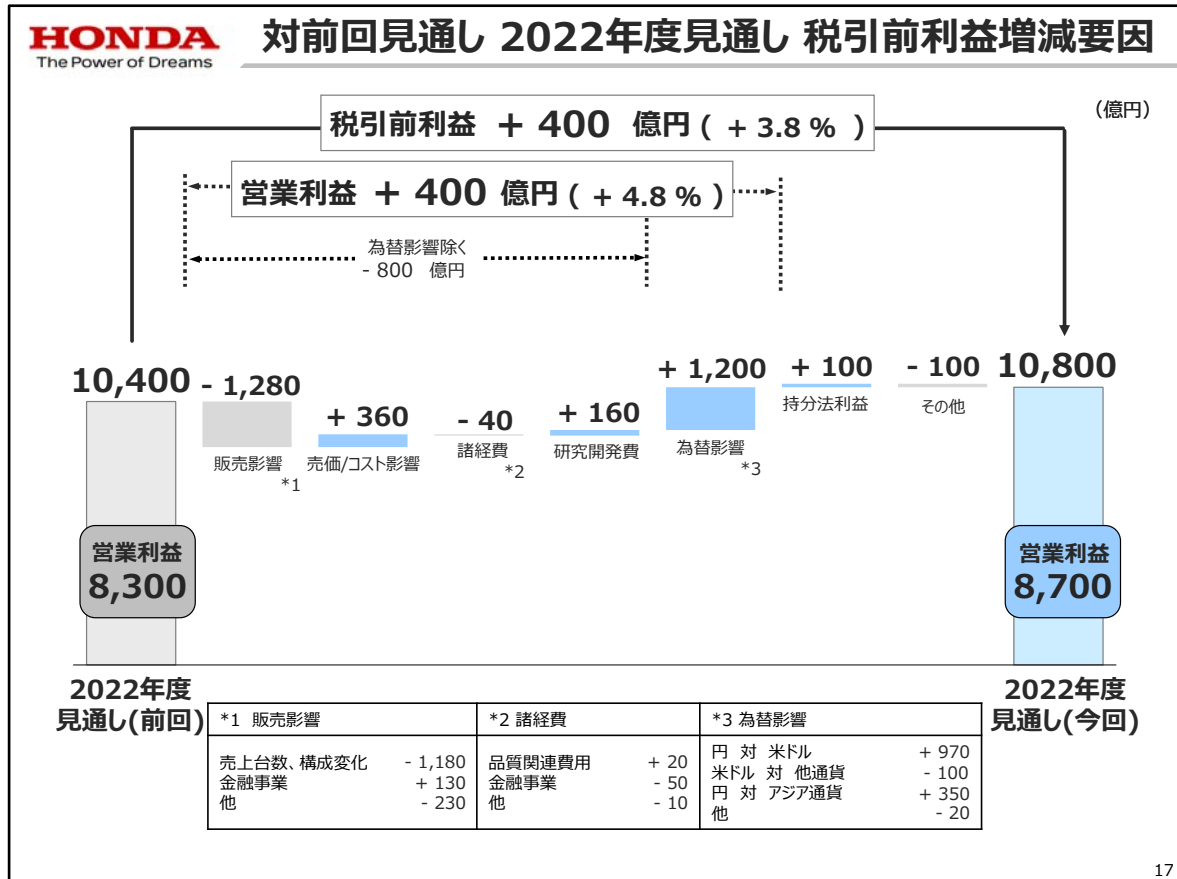 HONDA
The Power of Dreams
対前回見通し 2022年度見通し 税引前利益増減要因
(億円)
税引前利益 + 400 億円 ( + 3.8 % )
営業利益 + 400 億円 ( + 4.8 % )
為替影響除く
- 800 億円
10,400
- 1,280
販売影響
*1
+ 360
売価/コスト影響
- 40
諸経費
*2
+ 160
研究開発費
+ 1,200
為替影響
*3
+ 100
持分法利益
- 100
その他
10,800
営業利益
8,300
営業利益
8,700
2022年度
見通し(前回)
2022年度
見通し(今回)
*1 販売影響
売上台数、構成変化 - 1,180
金融事業 + 130
他 - 230
*2 諸経費
品質関連費用 + 20
金融事業 - 50
他 - 10
*3 為替影響
円 対 米ドル + 970
米ドル 対 他通貨 - 100
円 対 アジア通貨 + 350
他 - 20
17